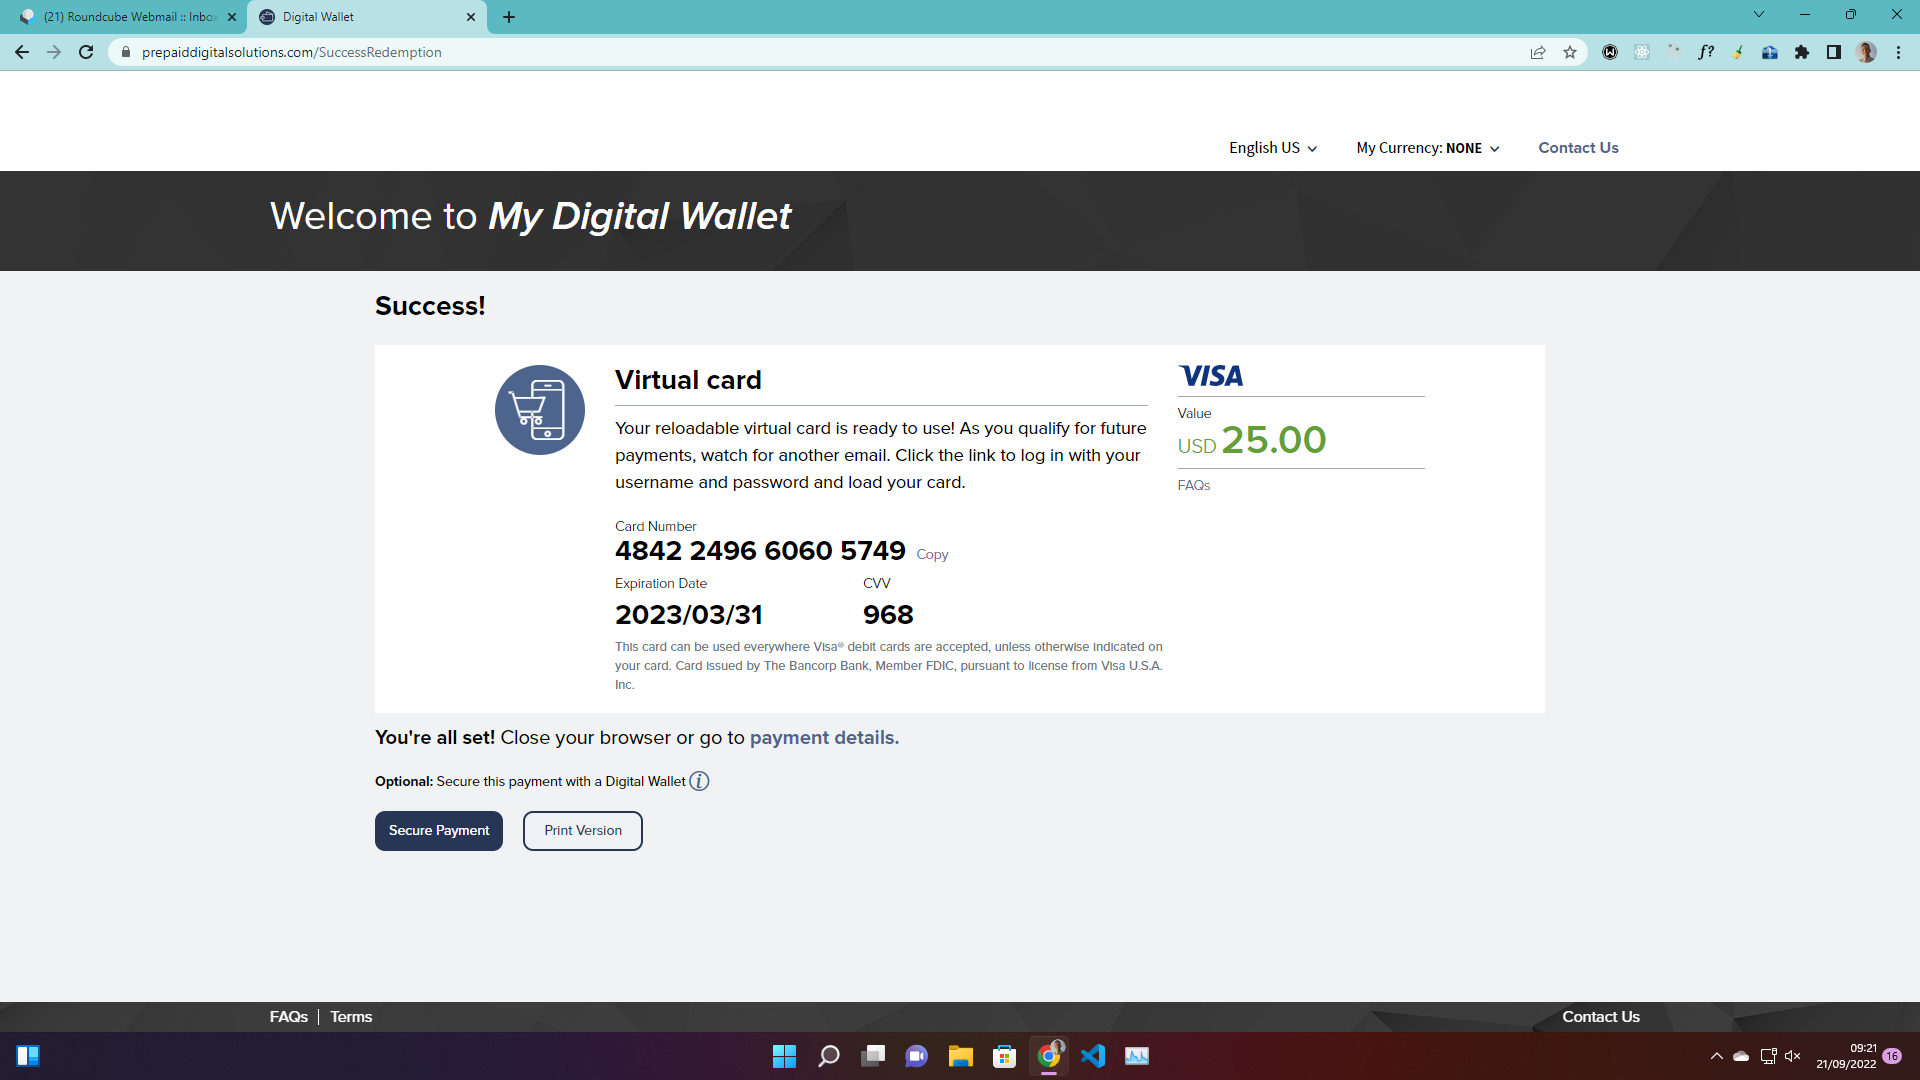 (21) Roundcube Webmail :: Inbox
Digital Wallet
prepaiddigitalsolutions.com/SuccessRedemption
f?
English US
My Currency: NONE
Contact Us
Welcome to My Digital Wallet
Success!
Virtual card
Your reloadable virtual card is ready to use! As you qualify for future
payments, watch for another email. Click the link to log in with your
username and password and load your card.
Card Number
4842 2496 6060 5749 Copy
Expiration Date
CVV
2023/03/31
968
This card can be used everywhere Visa® debit cards are accepted, unless otherwise indicated on
your card. Card issued by The Bancorp Bank, Member FDIC, pursuant to license from Visa U.S.A.
Inc.
VISA
Value
USD 25.00
FAQs
You're all set! Close your browser or go to payment details.
Optional: Secure this payment with a Digital Wallet i
Secure Payment
Print Version
FAQs
Terms
Contact Us
09:21
21/09/2022
16